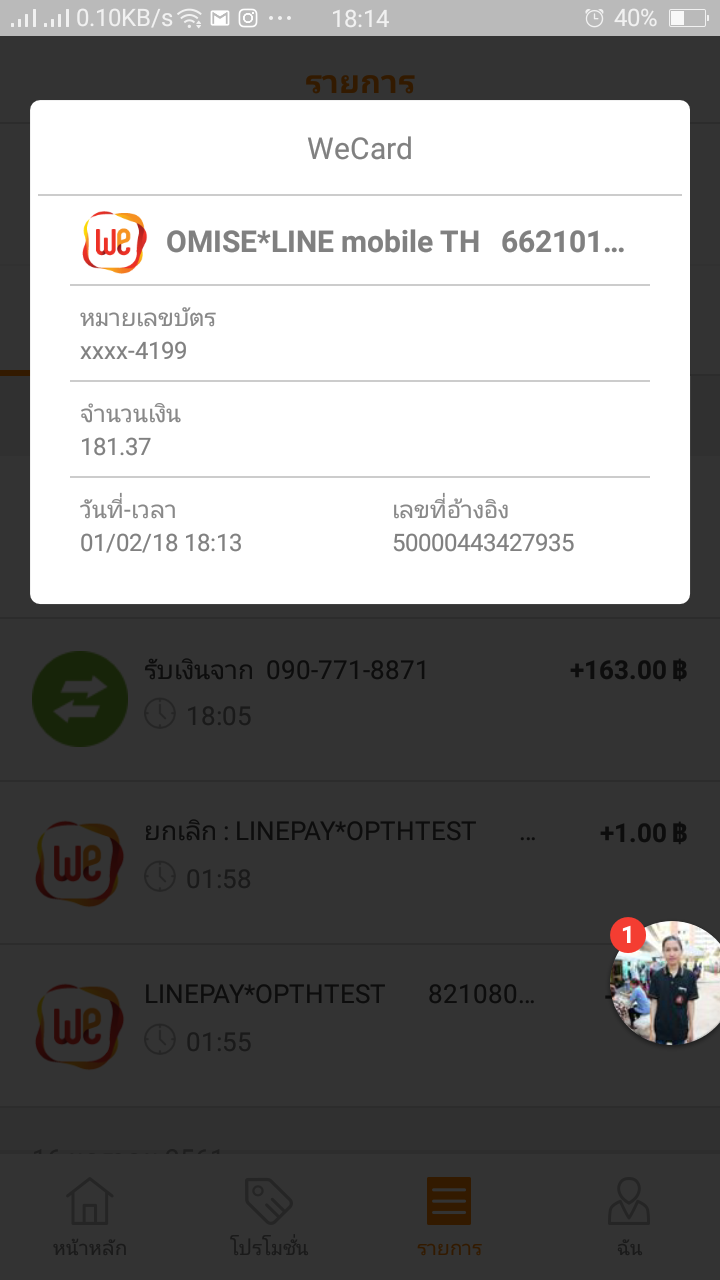 0.10KB/s 18:14 40%
รายการ
WeCard
we OMISE*LINE mobile TH 662101...
หมายเลขบัตร
xxxx-4199
จำนวนเงิน
181.37
วันที่-เวลา เลขที่อ้างอิง
01/02/18 18:13 50000443427935
รับเงินจาก 090-771-8871 +163.00 ฿
18:05
we ยกเลิก : LINEPAY*OPTHTEST ... +1.00 ฿
01:58
1
we LINEPAY*OPTHTEST 821080...
01:55
หน้าหลัก โปรโมชั่น รายการ ฉัน